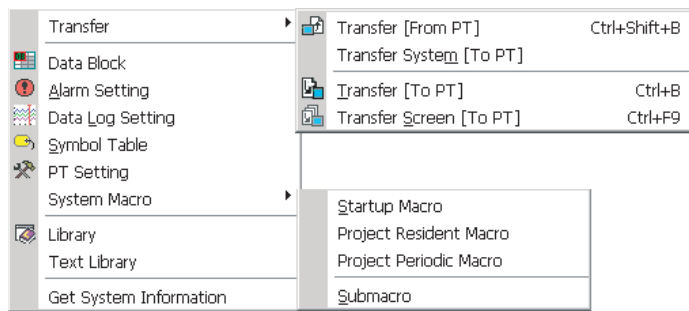 Transfer
Data Block
Alarm Setting
Data Log Setting
Symbol Table
PT Setting
System Macro
Library
Text Library
Get System Information
Transfer [From PT] Ctrl+Shift+B
Transfer System [To PT]
Transfer [To PT] Ctrl+B
Transfer Screen [To PT] Ctrl+F9
Startup Macro
Project Resident Macro
Project Periodic Macro
Submacro